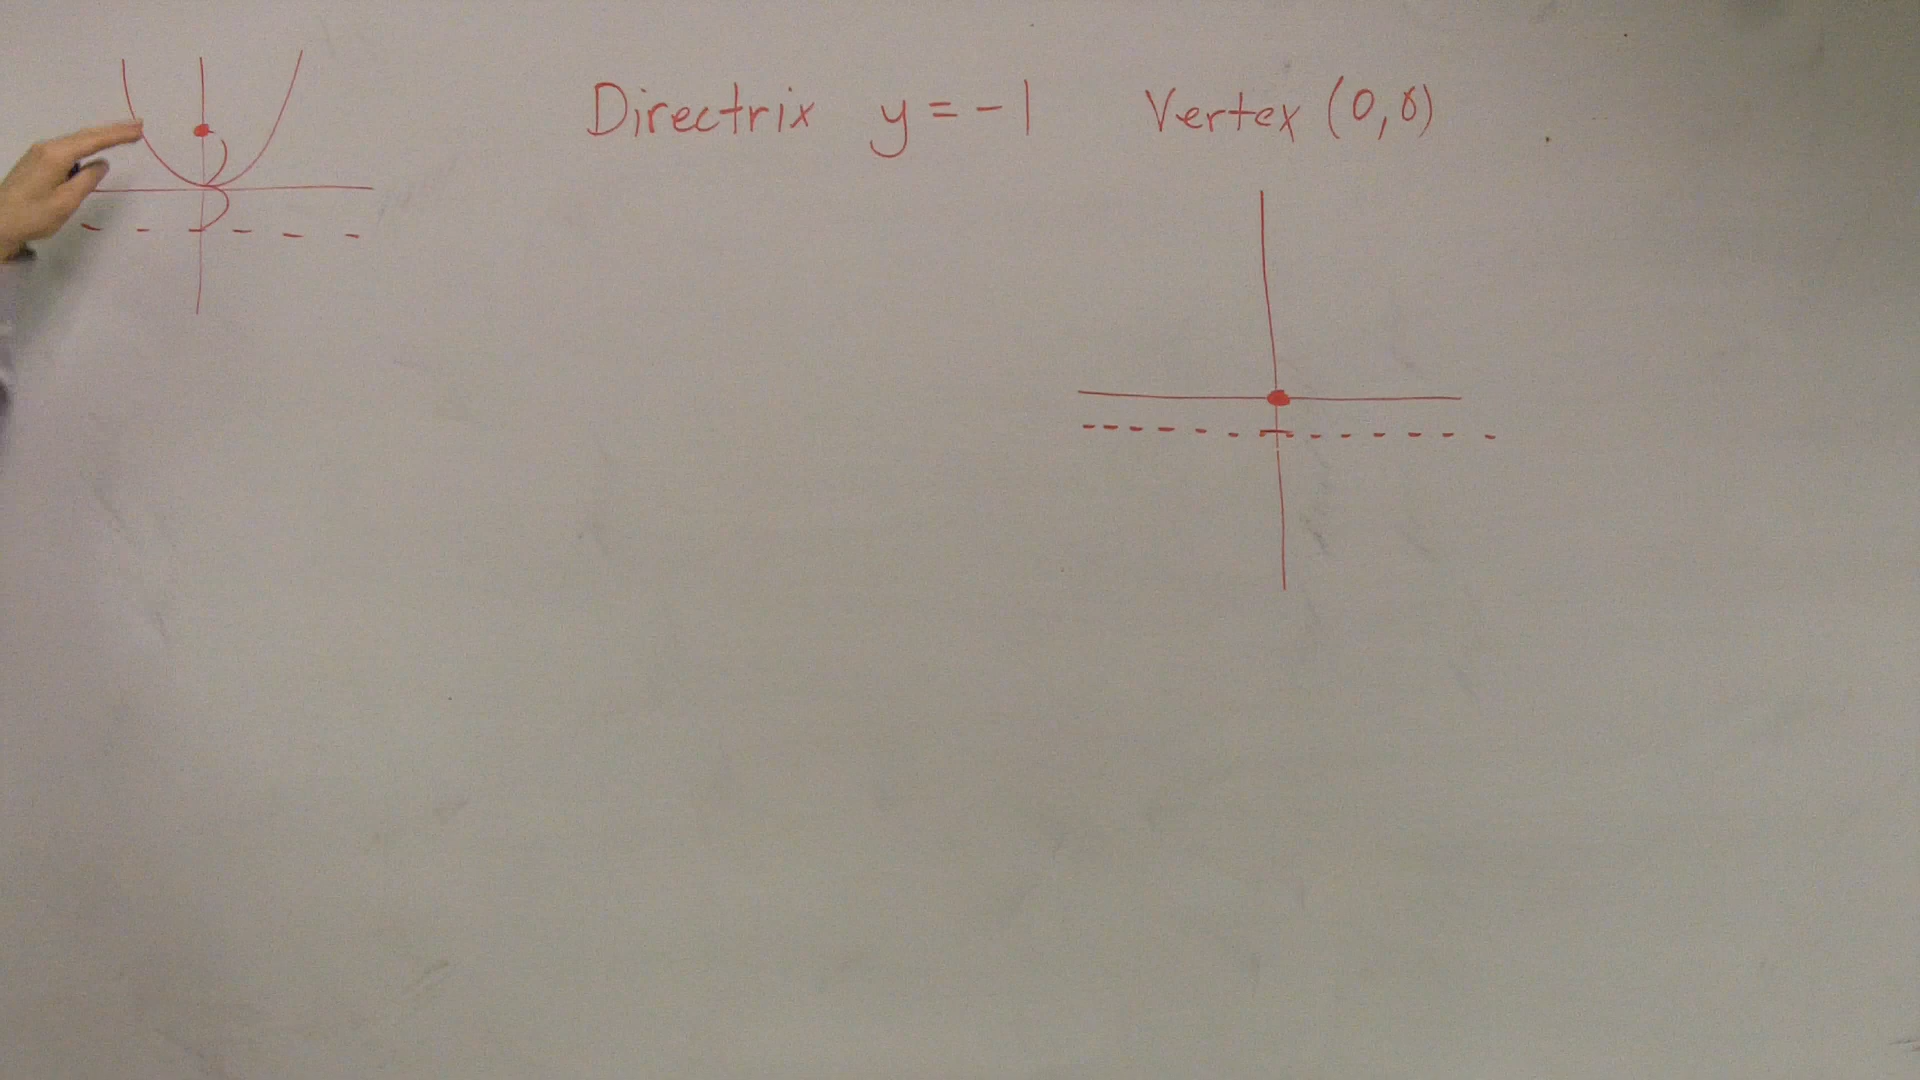 Directrix y = -1 Vertex (0,0)